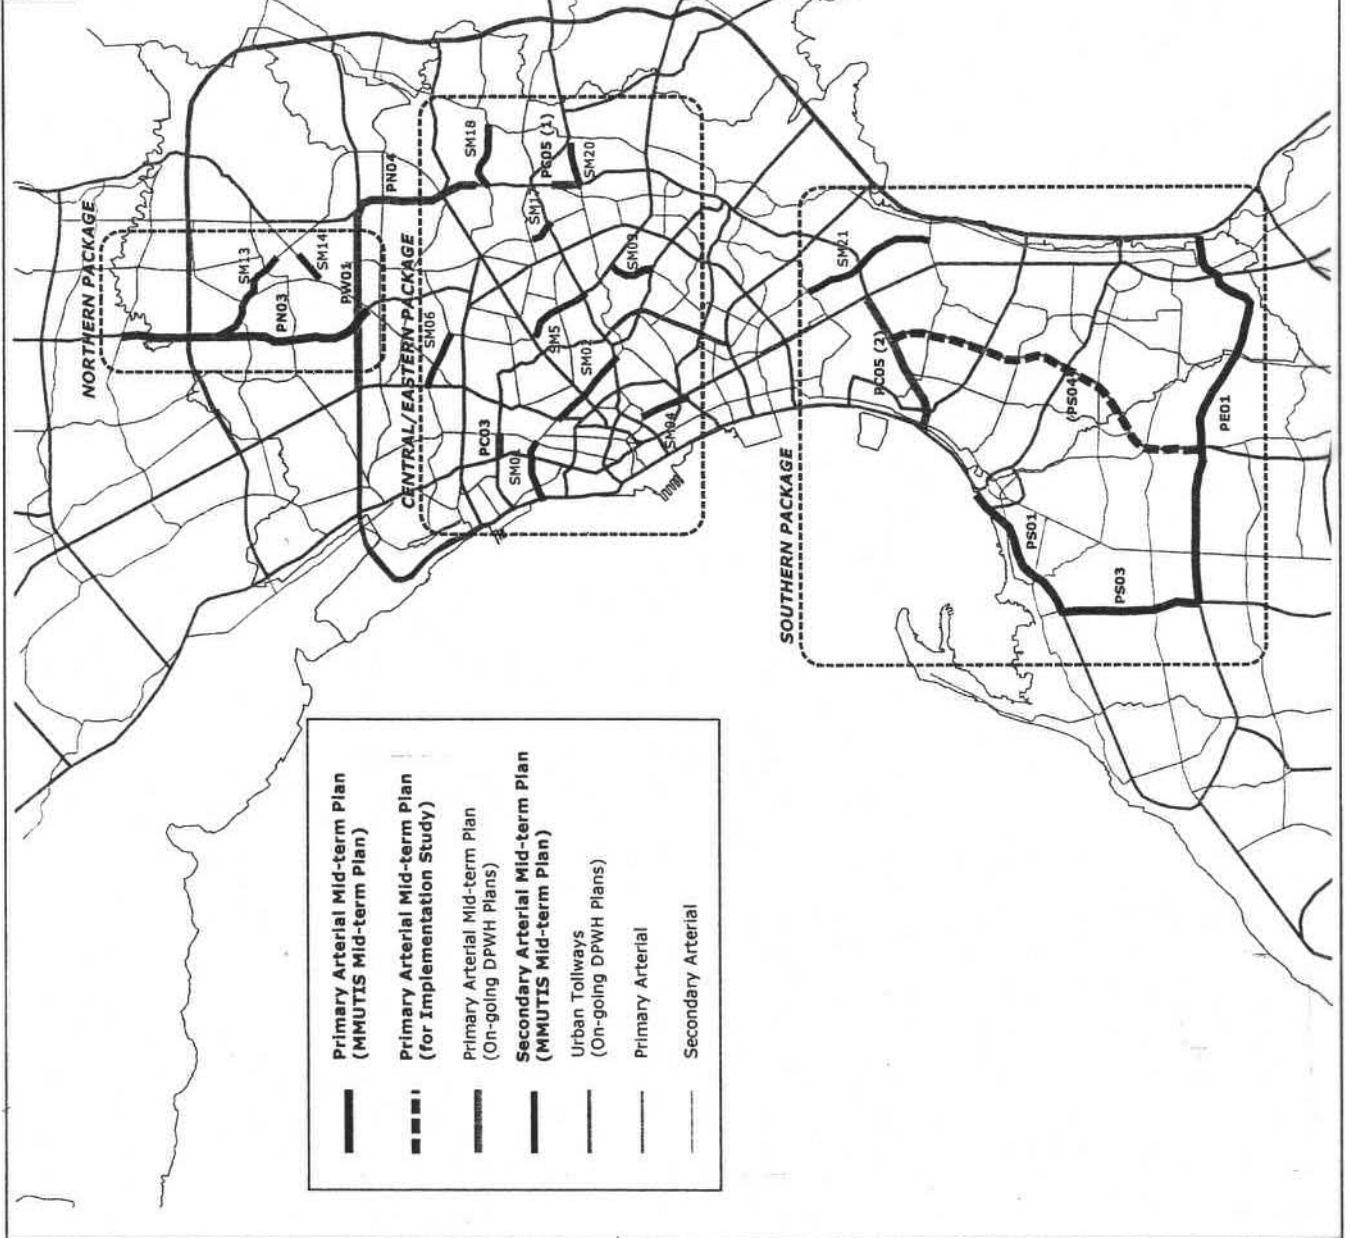 NORTHERN PACKAGE
SM13
SM14
PN03
PW01
PN04
CENTRAL/EASTERN PACKAGE
SM18
PC05 (1)
SM20
SM09
SM06
SM5
SM02
PC03
SM01
SM04
SOUTHERN PACKAGE
SM21
PC05 (2)
(PS04)
PE01
PS01
PS03
Primary Arterial Mid-term Plan
(MMUTIS Mid-term Plan)
Primary Arterial Mid-term Plan
(for Implementation Study)
Primary Arterial Mid-term Plan
(On-going DPWH Plans)
Secondary Arterial Mid-term Plan
(MMUTIS Mid-term Plan)
Urban Tollways
(On-going DPWH Plans)
Primary Arterial
Secondary Arterial